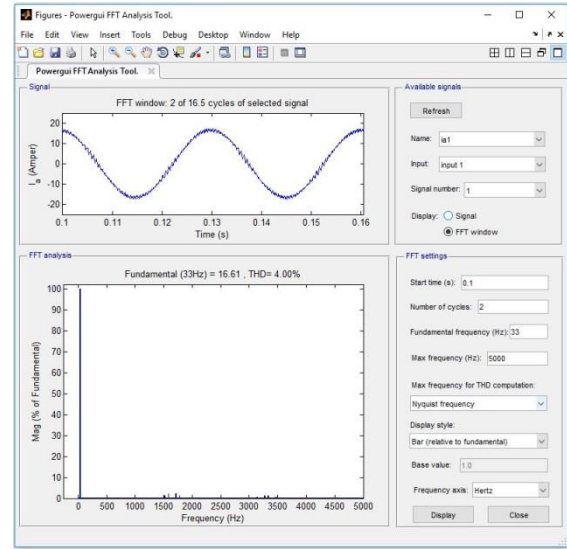 Figures - Powergui FFT Analysis Tool.
File Edit View Insert Tools Debug Desktop Window Help
Powergui FFT Analysis Tool.
Signal
FFT window: 2 of 16.5 cycles of selected signal
20
10
0
-10
-20
I_a (Amper)
0.1 0.11 0.12 0.13 0.14 0.15 0.16
Time (s)
FFT analysis
Fundamental (33Hz) = 16.61 , THD= 4.00%
100
90
80
70
60
50
40
30
20
10
0
Mag (% of Fundamental)
0 500 1000 1500 2000 2500 3000 3500 4000 4500 5000
Frequency (Hz)
Available signals
Refresh
Name: ia1
Input: input 1
Signal number: 1
Display: Signal
FFT window
FFT settings
Start time (s): 0.1
Number of cycles: 2
Fundamental frequency (Hz): 33
Max frequency (Hz): 5000
Max frequency for THD computation:
Nyquist frequency
Display style:
Bar (relative to fundamental)
Base value: 1.0
Frequency axis: Hertz
Display Close